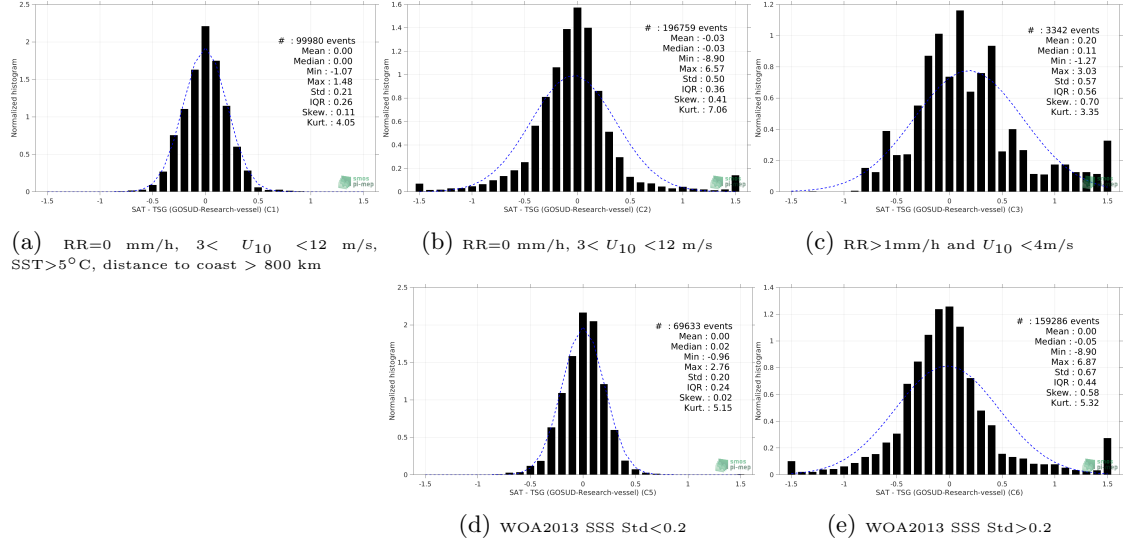 2.5
2
1.5
1
0.5
0
Normalized histogram
# : 99980 events
Mean : 0.00
Median : 0.00
Min : -1.07
Max : 1.48
Std : 0.21
IQR : 0.26
Skew. : 0.11
Kurt. : 4.05
smos
pi-mep
-1.5 -1 -0.5 0 0.5 1 1.5
SAT - TSG (GOSUD-Research-vessel) (C1)
(a) RR=0 mm/h, 3< U10 <12 m/s,
SST>5°C, distance to coast > 800 km
1.6
1.4
1.2
1
0.8
0.6
0.4
0.2
0
Normalized histogram
# : 196759 events
Mean : -0.03
Median : -0.03
Min : -8.90
Max : 6.57
Std : 0.50
IQR : 0.36
Skew. : 0.41
Kurt. : 7.06
smos
pi-mep
-1.5 -1 -0.5 0 0.5 1 1.5
SAT - TSG (GOSUD-Research-vessel) (C2)
(b) RR=0 mm/h, 3< U10 <12 m/s
1.2
1
0.8
0.6
0.4
0.2
0
Normalized histogram
# : 3342 events
Mean : 0.20
Median : 0.11
Min : -1.27
Max : 3.03
Std : 0.57
IQR : 0.56
Skew. : 0.70
Kurt. : 3.35
smos
pi-mep
-1.5 -1 -0.5 0 0.5 1 1.5
SAT - TSG (GOSUD-Research-vessel) (C3)
(c) RR>1mm/h and U10 <4m/s
2.5
2
1.5
1
0.5
0
Normalized histogram
# : 69633 events
Mean : 0.00
Median : 0.02
Min : -0.96
Max : 2.76
Std : 0.20
IQR : 0.24
Skew. : 0.02
Kurt. : 5.15
smos
pi-mep
-1.5 -1 -0.5 0 0.5 1 1.5
SAT - TSG (GOSUD-Research-vessel) (C5)
(d) WOA2013 SSS Std<0.2
1.4
1.2
1
0.8
0.6
0.4
0.2
0
Normalized histogram
# : 159286 events
Mean : 0.00
Median : -0.05
Min : -8.90
Max : 6.87
Std : 0.67
IQR : 0.44
Skew. : 0.58
Kurt. : 5.32
smos
pi-mep
-1.5 -1 -0.5 0 0.5 1 1.5
SAT - TSG (GOSUD-Research-vessel) (C6)
(e) WOA2013 SSS Std>0.2